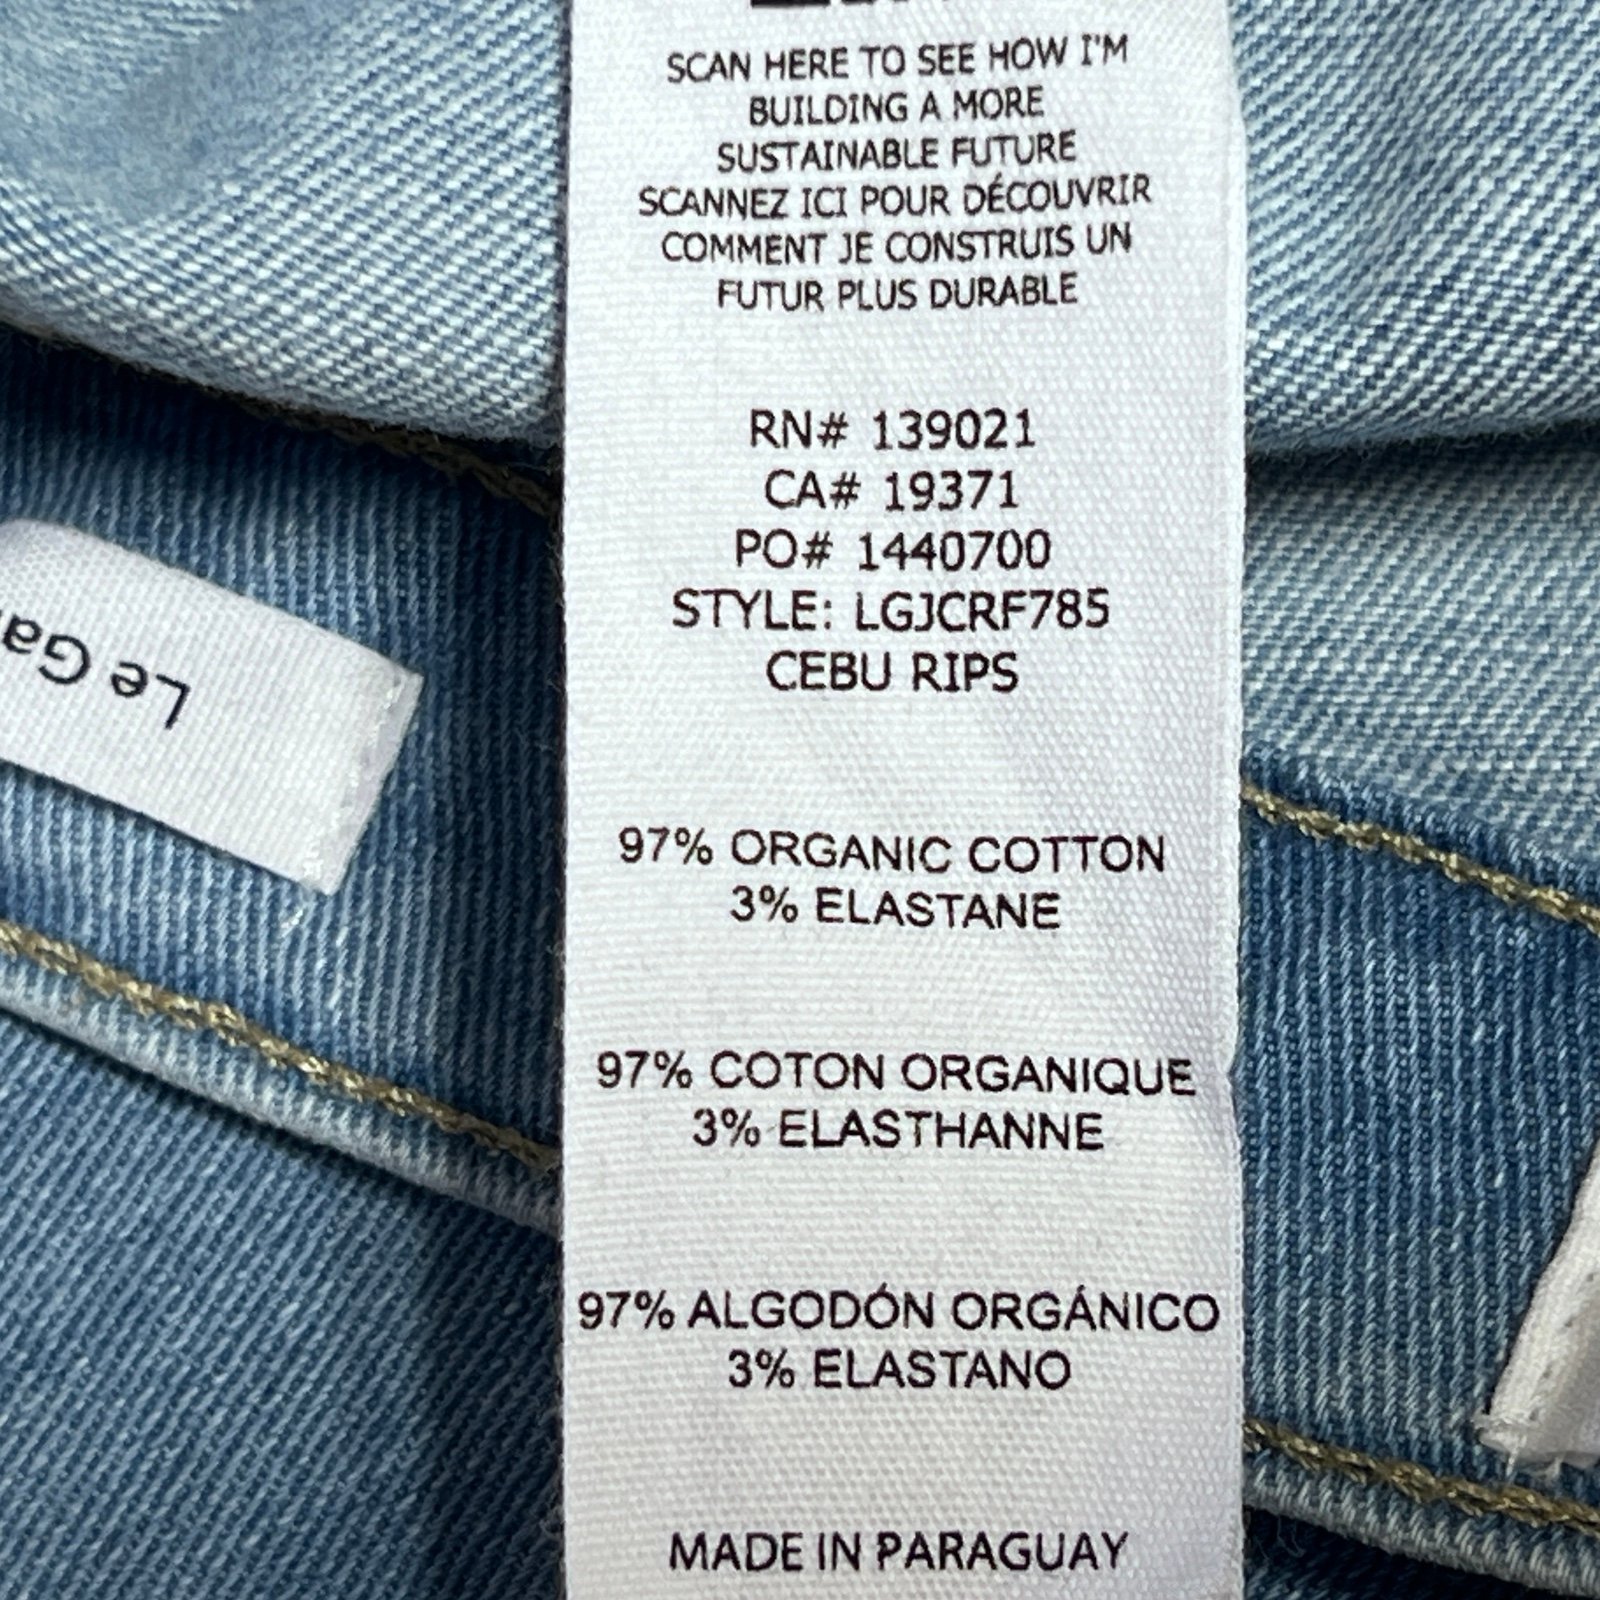 SCAN HERE TO SEE HOW I'M
BUILDING A MORE
SUSTAINABLE FUTURE
SCANNEZ ICI POUR DÉCOUVRIR
COMMENT JE CONSTRUIS UN
FUTUR PLUS DURABLE
RN# 139021
CA# 19371
PO# 1440700
STYLE: LGJCRF785
CEBU RIPS
97% ORGANIC COTTON
3% ELASTANE
97% COTON ORGANIQUE
3% ELASTHANNE
97% ALGODÓN ORGÁNICO
3% ELASTANO
MADE IN PARAGUAY
Le